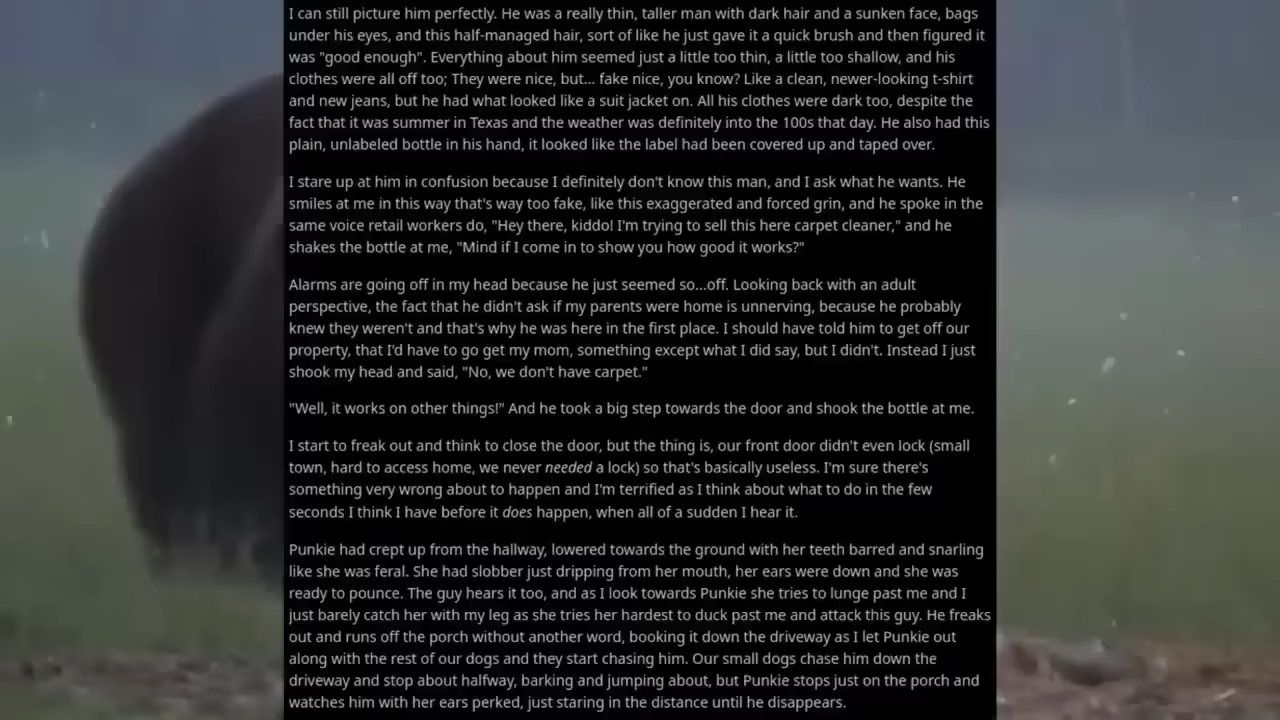 I can still picture him perfectly. He was a really thin, taller man with dark hair and a sunken face, bags
under his eyes, and this half-managed hair, sort of like he just gave it a quick brush and then figured it
was "good enough". Everything about him seemed just a little too thin, a little too shallow, and his
clothes were all off too; They were nice, but... fake nice, you know? Like a clean, newer-looking t-shirt
and new jeans, but he had what looked like a suit jacket on. All his clothes were dark too, despite the
fact that it was summer in Texas and the weather was definitely into the 100s that day. He also had this
plain, unlabeled bottle in his hand, it looked like the label had been covered up and taped over.
I stare up at him in confusion because I definitely don't know this man, and I ask what he wants. He
smiles at me in this way that's way too fake, like this exaggerated and forced grin, and he spoke in the
same voice retail workers do, "Hey there, kiddo! I'm trying to sell this here carpet cleaner," and he
shakes the bottle at me, "Mind if I come in to show you how good it works?"
Alarms are going off in my head because he just seemed so...off. Looking back with an adult
perspective, the fact that he didn't ask if my parents were home is unnerving, because he probably
knew they weren't and that's why he was here in the first place. I should have told him to get off our
property, that I'd have to go get my mom, something except what I did say, but I didn't. Instead I just
shook my head and said, "No, we don't have carpet."
"Well, it works on other things!" And he took a big step towards the door and shook the bottle at me.
I start to freak out and think to close the door, but the thing is, our front door didn't even lock (small
town, hard to access home, we never needed a lock) so that's basically useless. I'm sure there's
something very wrong about to happen and I'm terrified as I think about what to do in the few
seconds I think I have before it does happen, when all of a sudden I hear it.
Punkie had crept up from the hallway, lowered towards the ground with her teeth barred and snarling
like she was feral. She had slobber just dripping from her mouth, her ears were down and she was
ready to pounce. The guy hears it too, and as I look towards Punkie she tries to lunge past me and I
just barely catch her with my leg as she tries her hardest to duck past me and attack this guy. He freaks
out and runs off the porch without another word, booking it down the driveway as I let Punkie out
along with the rest of our dogs and they start chasing him. Our small dogs chase him down the
driveway and stop about halfway, barking and jumping about, but Punkie stops just on the porch and
watches him with her ears perked, just staring in the distance until he disappears.